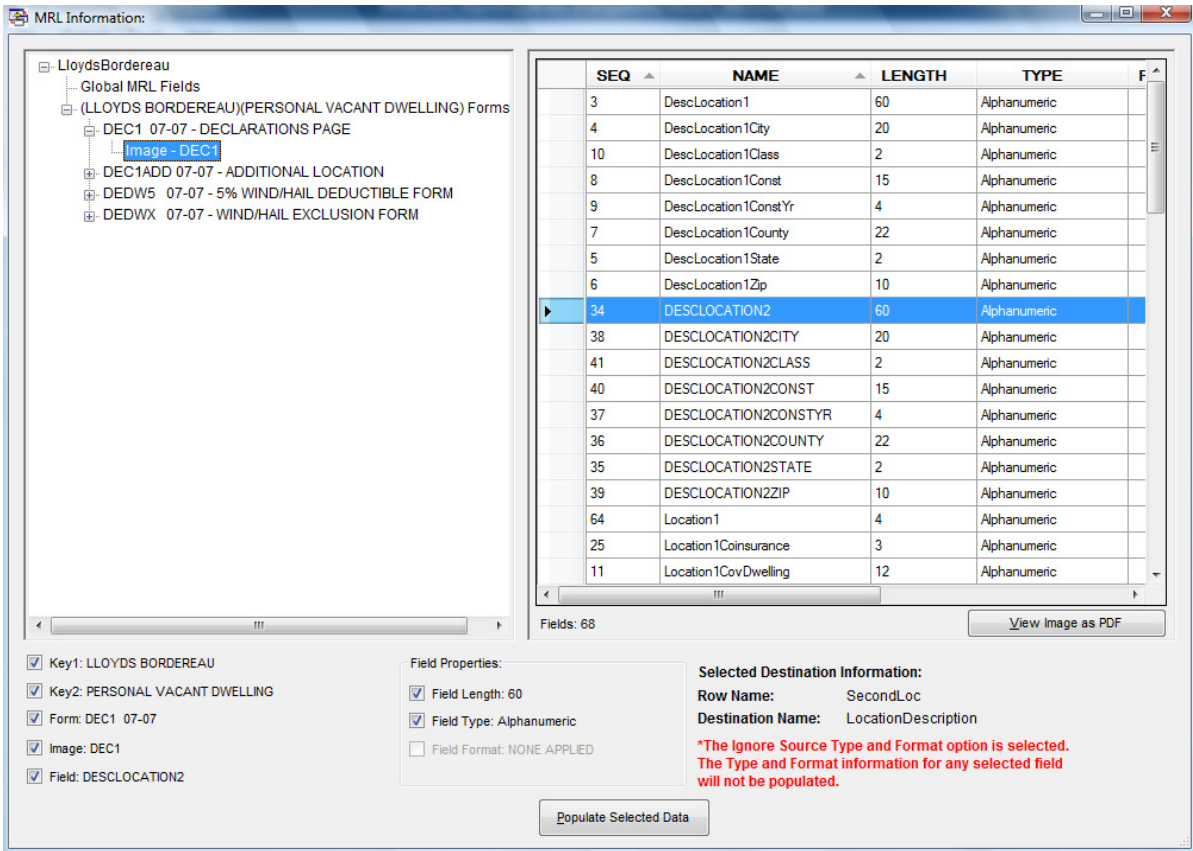 MRL Information:
LloydsBordereau
Global MRL Fields
(LLOYDS BORDEREAU)(PERSONAL VACANT DWELLING) Forms
DEC1 07-07 - DECLARATIONS PAGE
Image - DEC1
DEC1ADD 07-07 - ADDITIONAL LOCATION
DEDW5 07-07 - 5% WIND/HAIL DEDUCTIBLE FORM
DEDWX 07-07 - WIND/HAIL EXCLUSION FORM
SEQ NAME LENGTH TYPE F
3 DescLocation1 60 Alphanumeric
4 DescLocation1City 20 Alphanumeric
10 DescLocation1Class 2 Alphanumeric
8 DescLocation1Const 15 Alphanumeric
9 DescLocation1ConstYr 4 Alphanumeric
7 DescLocation1County 22 Alphanumeric
5 DescLocation1State 2 Alphanumeric
6 DescLocation1Zip 10 Alphanumeric
34 DESCLOCATION2 60 Alphanumeric
38 DESCLOCATION2CITY 20 Alphanumeric
41 DESCLOCATION2CLASS 2 Alphanumeric
40 DESCLOCATION2CONST 15 Alphanumeric
37 DESCLOCATION2CONSTYR 4 Alphanumeric
36 DESCLOCATION2COUNTY 22 Alphanumeric
35 DESCLOCATION2STATE 2 Alphanumeric
39 DESCLOCATION2ZIP 10 Alphanumeric
64 Location1 4 Alphanumeric
25 Location1Coinsurance 3 Alphanumeric
11 Location1CovDwelling 12 Alphanumeric
Fields: 68
View Image as PDF
Key1: LLOYDS BORDEREAU
Key2: PERSONAL VACANT DWELLING
Form: DEC1 07-07
Image: DEC1
Field: DESCLOCATION2
Field Properties:
Field Length: 60
Field Type: Alphanumeric
Field Format: NONE APPLIED
Selected Destination Information:
Row Name: SecondLoc
Destination Name: LocationDescription
*The Ignore Source Type and Format option is selected.
The Type and Format information for any selected field
will not be populated.
Populate Selected Data